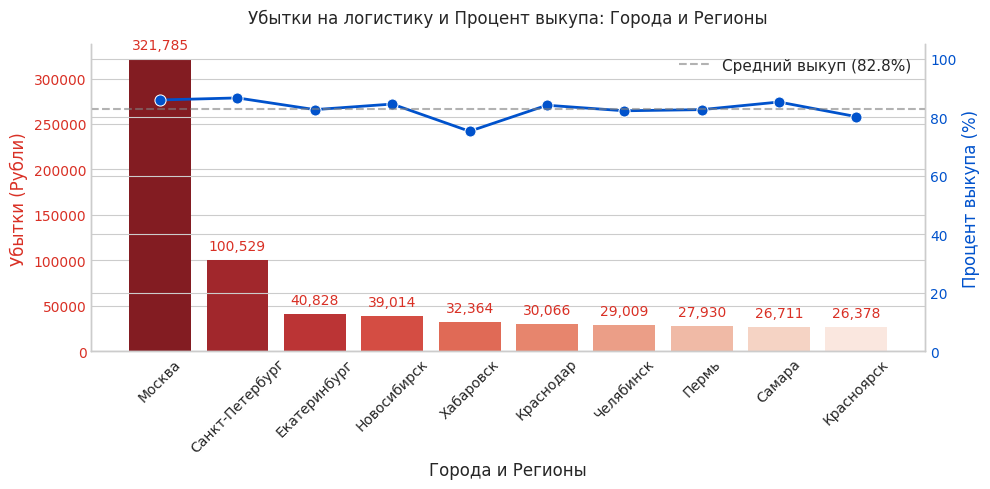 Убытки на логистику и Процент выкупа: Города и Регионы
Средний выкуп (82.8%)
Убытки (Рубли)
300000
250000
200000
150000
100000
50000
0
321,785
100,529
40,828
39,014
32,364
30,066
29,009
27,930
26,711
26,378
100
80
60
40
20
0
Процент выкупа (%)
Москва
Санкт-Петербург
Екатеринбург
Новосибирск
Хабаровск
Краснодар
Челябинск
Пермь
Самара
Красноярск
Города и Регионы